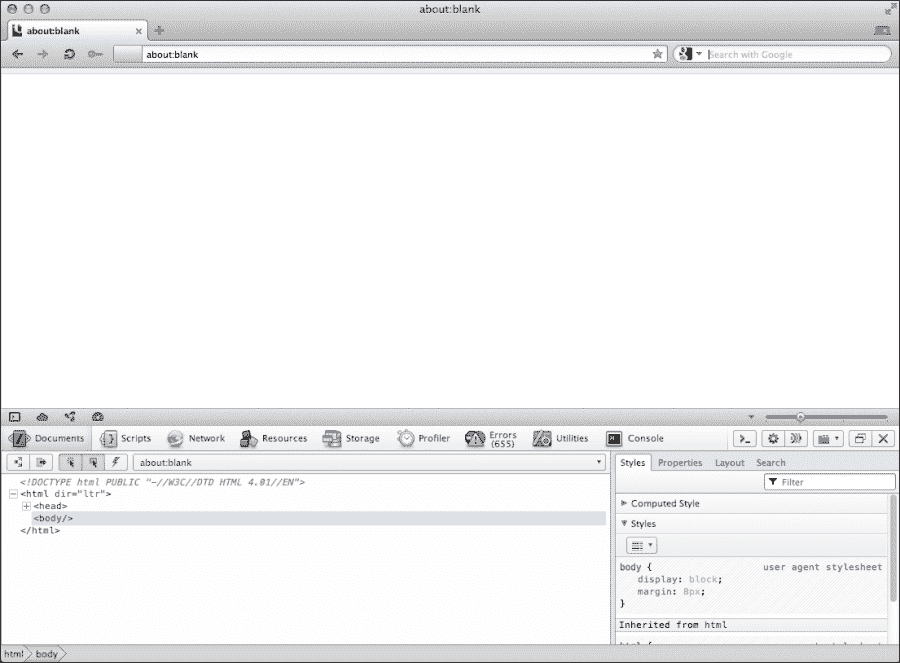 about:blank
about:blank
about:blank Search with Google
Documents Scripts Network Resources Storage Profiler Errors (655) Utilities Console
about:blank
Styles Properties Layout Search
Filter
<!DOCTYPE html PUBLIC "-//W3C//DTD HTML 4.01//EN">
<html dir="ltr">
<head>
<body/>
</html>
Computed Style
Styles
body { user agent stylesheet
display: block;
margin: 8px;
}
Inherited from html
html body